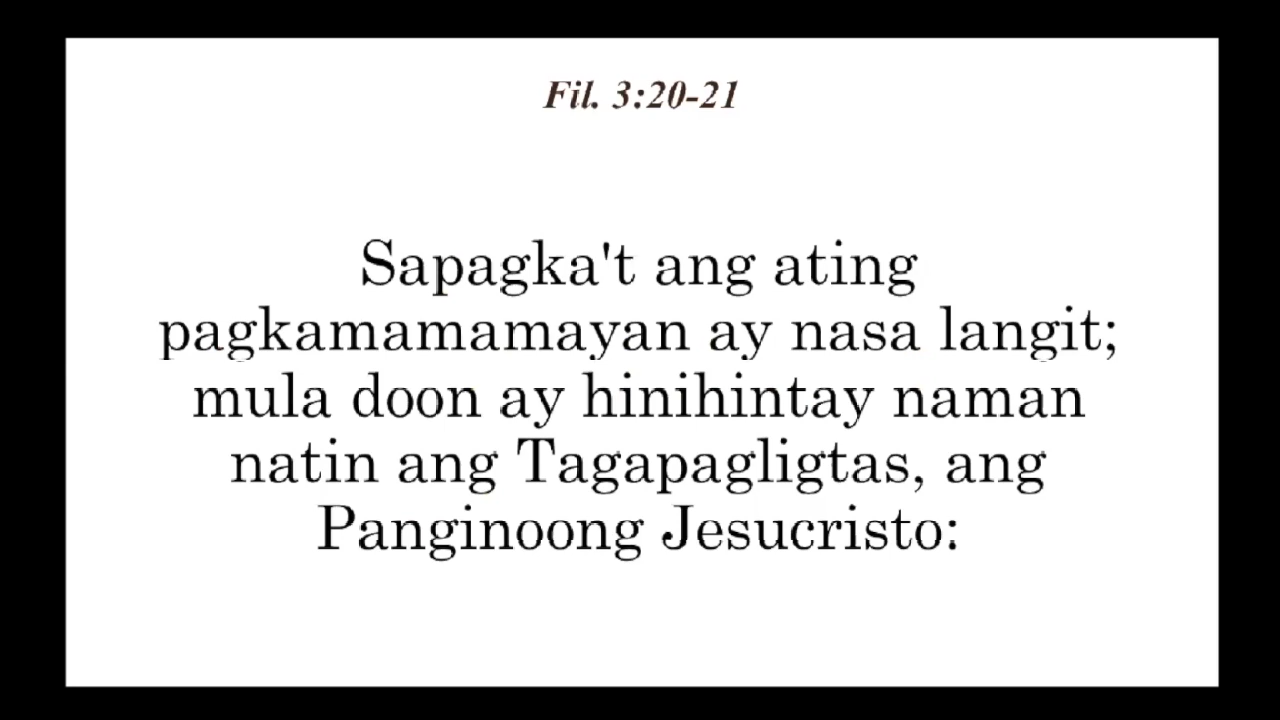 Fil. 3:20-21
Sapagka't ang ating
pagkamamamayan ay nasa langit;
mula doon ay hinihintay naman
natin ang Tagapagligtas, ang
Panginoong Jesucristo: